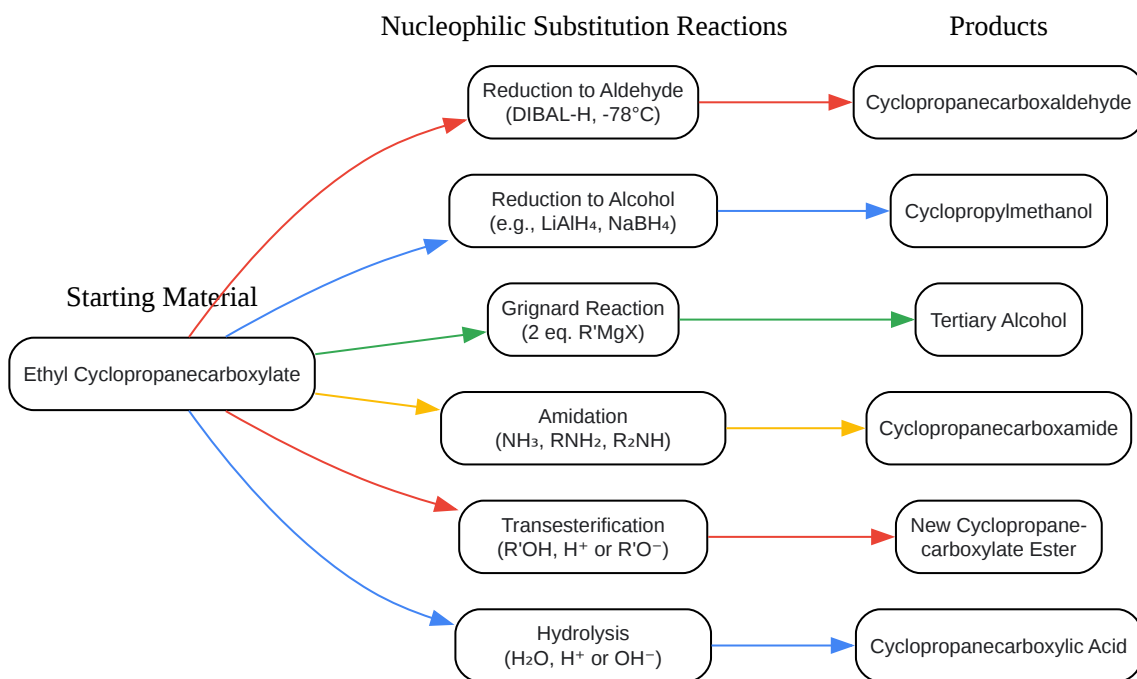 Nucleophilic Substitution Reactions
Products
Reduction to Aldehyde
(DIBAL-H, -78°C)
Cyclopropanecarboxaldehyde
Reduction to Alcohol
(e.g., LiAlH₄, NaBH₄)
Cyclopropylmethanol
Starting Material
Ethyl Cyclopropanecarboxylate
Grignard Reaction
(2 eq. R'MgX)
Tertiary Alcohol
Amidation
(NH₃, RNH₂, R₂NH)
Cyclopropanecarboxamide
Transesterification
(R'OH, H⁺ or R'O⁻)
New Cyclopropane-
carboxylate Ester
Hydrolysis
(H₂O, H⁺ or OH⁻)
Cyclopropanecarboxylic Acid